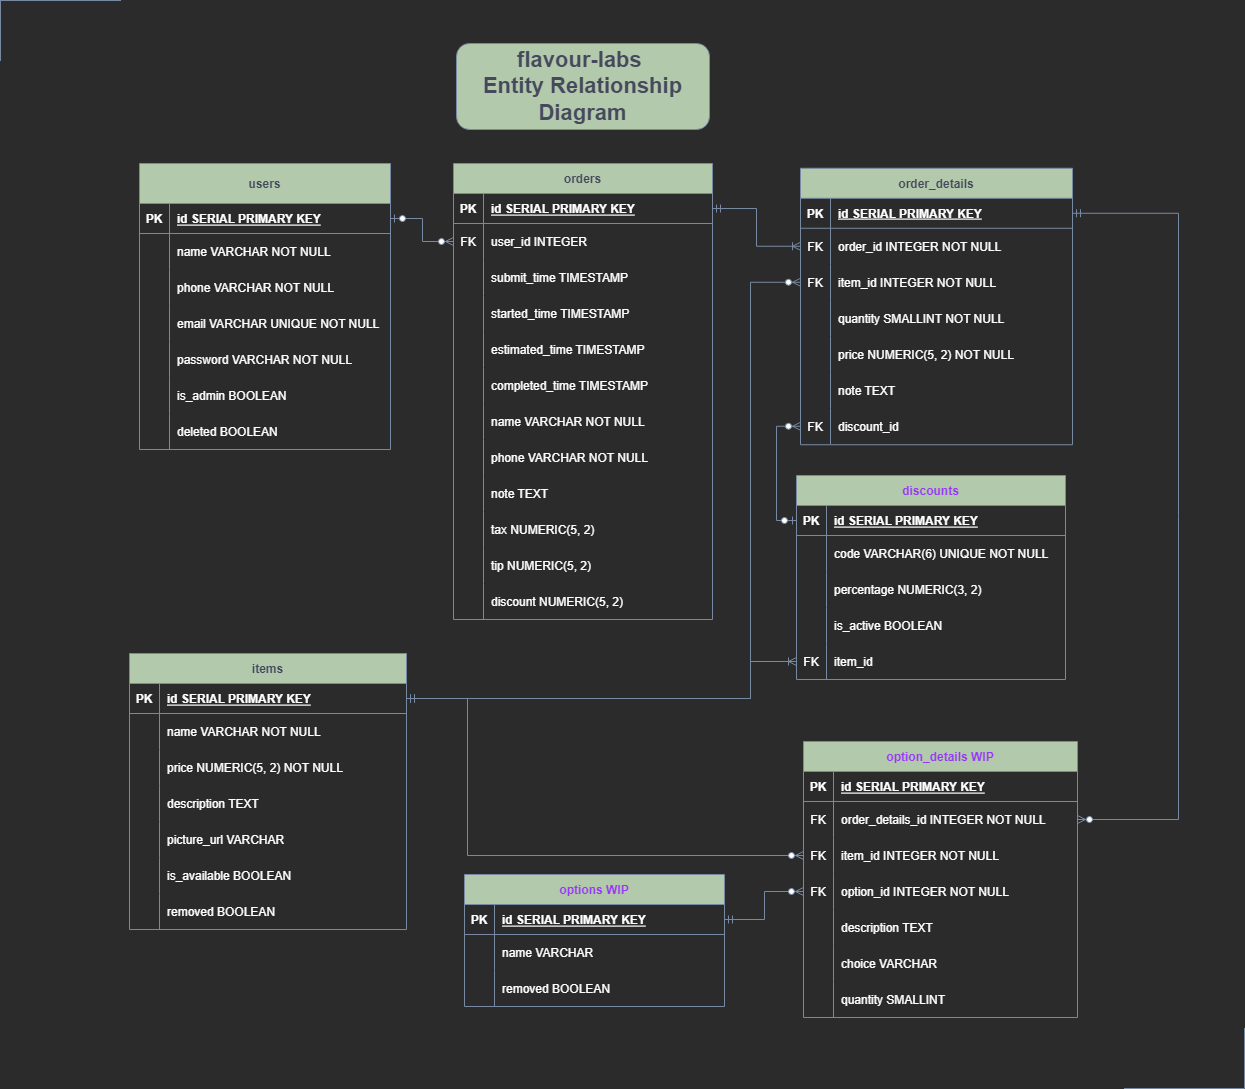 flavour-labs
Entity Relationship
Diagram
users
PK id SERIAL PRIMARY KEY
name VARCHAR NOT NULL
phone VARCHAR NOT NULL
email VARCHAR UNIQUE NOT NULL
password VARCHAR NOT NULL
is_admin BOOLEAN
deleted BOOLEAN
orders
PK id SERIAL PRIMARY KEY
FK user_id INTEGER
submit_time TIMESTAMP
started_time TIMESTAMP
estimated_time TIMESTAMP
completed_time TIMESTAMP
name VARCHAR NOT NULL
phone VARCHAR NOT NULL
note TEXT
tax NUMERIC(5, 2)
tip NUMERIC(5, 2)
discount NUMERIC(5, 2)
order_details
PK id SERIAL PRIMARY KEY
FK order_id INTEGER NOT NULL
FK item_id INTEGER NOT NULL
quantity SMALLINT NOT NULL
price NUMERIC(5, 2) NOT NULL
note TEXT
FK discount_id
discounts
PK id SERIAL PRIMARY KEY
code VARCHAR(6) UNIQUE NOT NULL
percentage NUMERIC(3, 2)
is_active BOOLEAN
FK item_id
items
PK id SERIAL PRIMARY KEY
name VARCHAR NOT NULL
price NUMERIC(5, 2) NOT NULL
description TEXT
picture_url VARCHAR
is_available BOOLEAN
removed BOOLEAN
options WIP
PK id SERIAL PRIMARY KEY
name VARCHAR
removed BOOLEAN
option_details WIP
PK id SERIAL PRIMARY KEY
FK order_details_id INTEGER NOT NULL
FK item_id INTEGER NOT NULL
FK option_id INTEGER NOT NULL
description TEXT
choice VARCHAR
quantity SMALLINT